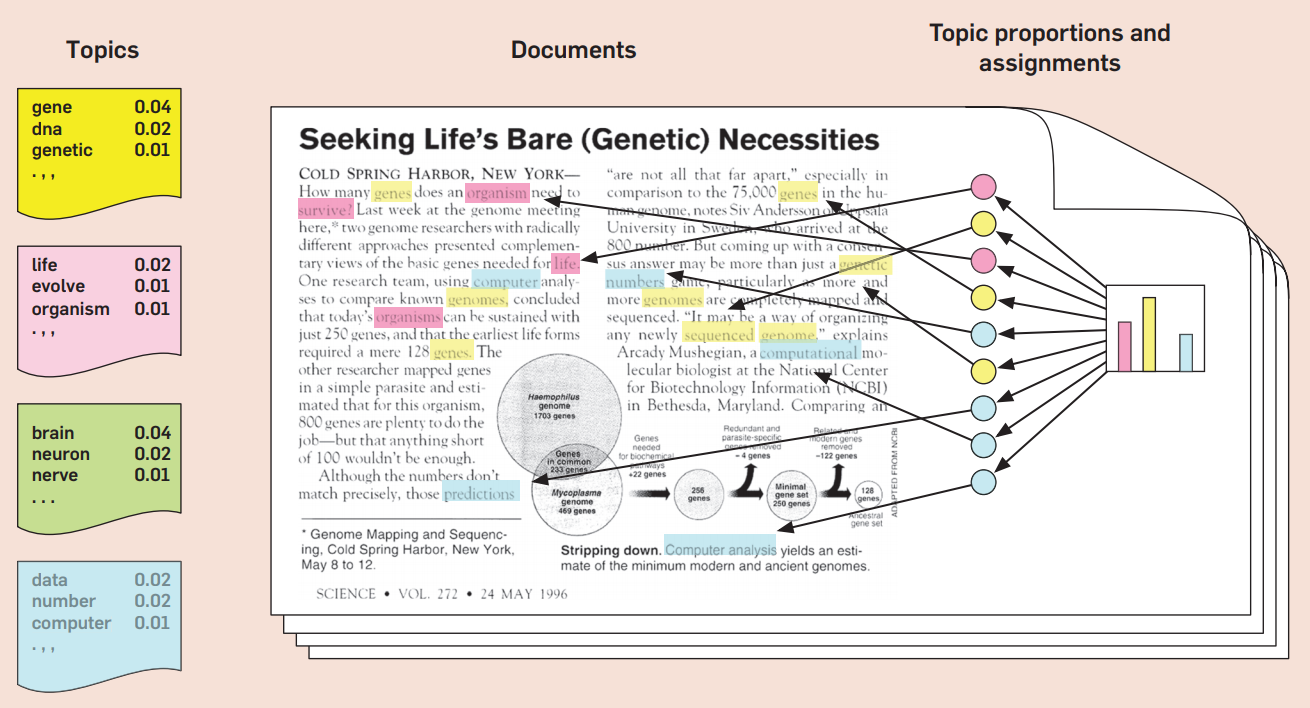 Topics
Documents
Topic proportions and
assignments
gene 0.04
dna 0.02
genetic 0.01
. , ,
life 0.02
evolve 0.01
organism 0.01
. , ,
brain 0.04
neuron 0.02
nerve 0.01
. . .
data 0.02
number 0.02
computer 0.01
. , ,
Seeking Life's Bare (Genetic) Necessities
COLD SPRING HARBOR, NEW YORK—
How many genes does an organism need to
survive? Last week at the genome meeting
here,* two genome researchers with radically
different approaches presented complemen-
tary views of the basic genes needed for life.
One research team, using computer analy-
ses to compare known genomes, concluded
that today's organisms can be sustained with
just 250 genes, and that the earliest life forms
required a mere 128 genes. The
other researcher mapped genes
in a simple parasite and esti-
mated that for this organism,
800 genes are plenty to do the
job—but that anything short
of 100 wouldn't be enough.
Although the numbers don't
match precisely, those predictions
* Genome Mapping and Sequenc-
ing, Cold Spring Harbor, New York,
May 8 to 12.
"are not all that far apart," especially in
comparison to the 75,000 genes in the hu-
man genome, notes Siv Andersson of Uppsala
University in Sweden, who arrived at the
800 number. But coming up with a consen-
sus answer may be more than just a genetic
numbers game, particularly as more and
more genomes are completely mapped and
sequenced. "It may be a way of organizing
any newly sequenced genome," explains
Arcady Mushegian, a computational mo-
lecular biologist at the National Center
for Biotechnology Information (NCBI)
in Bethesda, Maryland. Comparing an
Haemophilus
genome
1703 genes
Genes
in common
233 genes
Mycoplasma
genome
469 genes
Genes
needed
for biochemical
pathways
+22 genes
256
genes
Redundant and
parasite-specific
genes removed
– 4 genes
Minimal
gene set
250 genes
Related and
modern genes
removed
–122 genes
128
genes
Ancestral
gene set
ADAPTED FROM NCBI
Stripping down. Computer analysis yields an esti-
mate of the minimum modern and ancient genomes.
SCIENCE • VOL. 272 • 24 MAY 1996